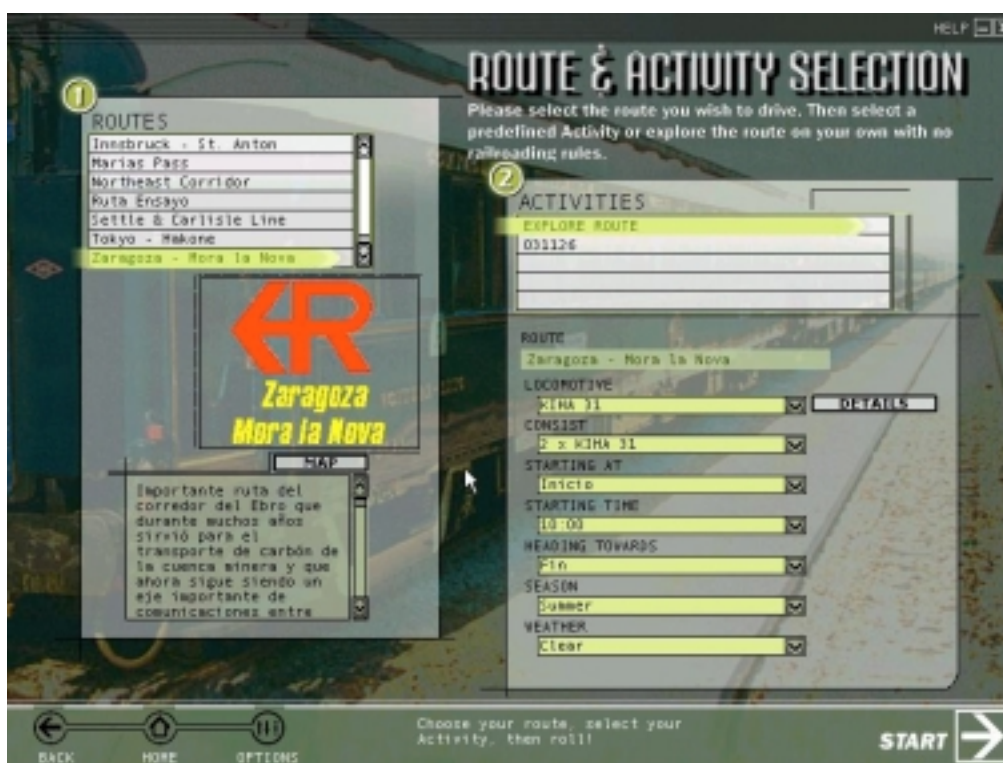 HELP
ROUTE & ACTIVITY SELECTION
Please select the route you wish to drive. Then select a
predefined Activity or explore the route on your own with no
railroading rules.
1
ROUTES
Innsbruck - St. Anton
Marias Pass
Northeast Corridor
Ruta Ensayo
Settle & Carlisle Line
Tokyo - Hakone
Zaragoza - Mora la Nova
R
Zaragoza
Mora la Nova
MAP
Importante ruta del
corredor del Ebro que
durante muchos años
sirvió para el
transporte de carbón de
la cuenca minera y que
ahora sigue siendo un
eje importante de
comunicaciones entre
2
ACTIVITIES
EXPLORE ROUTE
031126
ROUTE
Zaragoza - Mora la Nova
LOCOMOTIVE
KIHA 31
DETAILS
CONSIST
2 x KIHA 31
STARTING AT
Inicio
STARTING TIME
10:00
HEADING TOWARDS
Fin
SEASON
Summer
WEATHER
Clear
BACK
HOME
OPTIONS
Choose your route, select your
Activity, then roll!
START